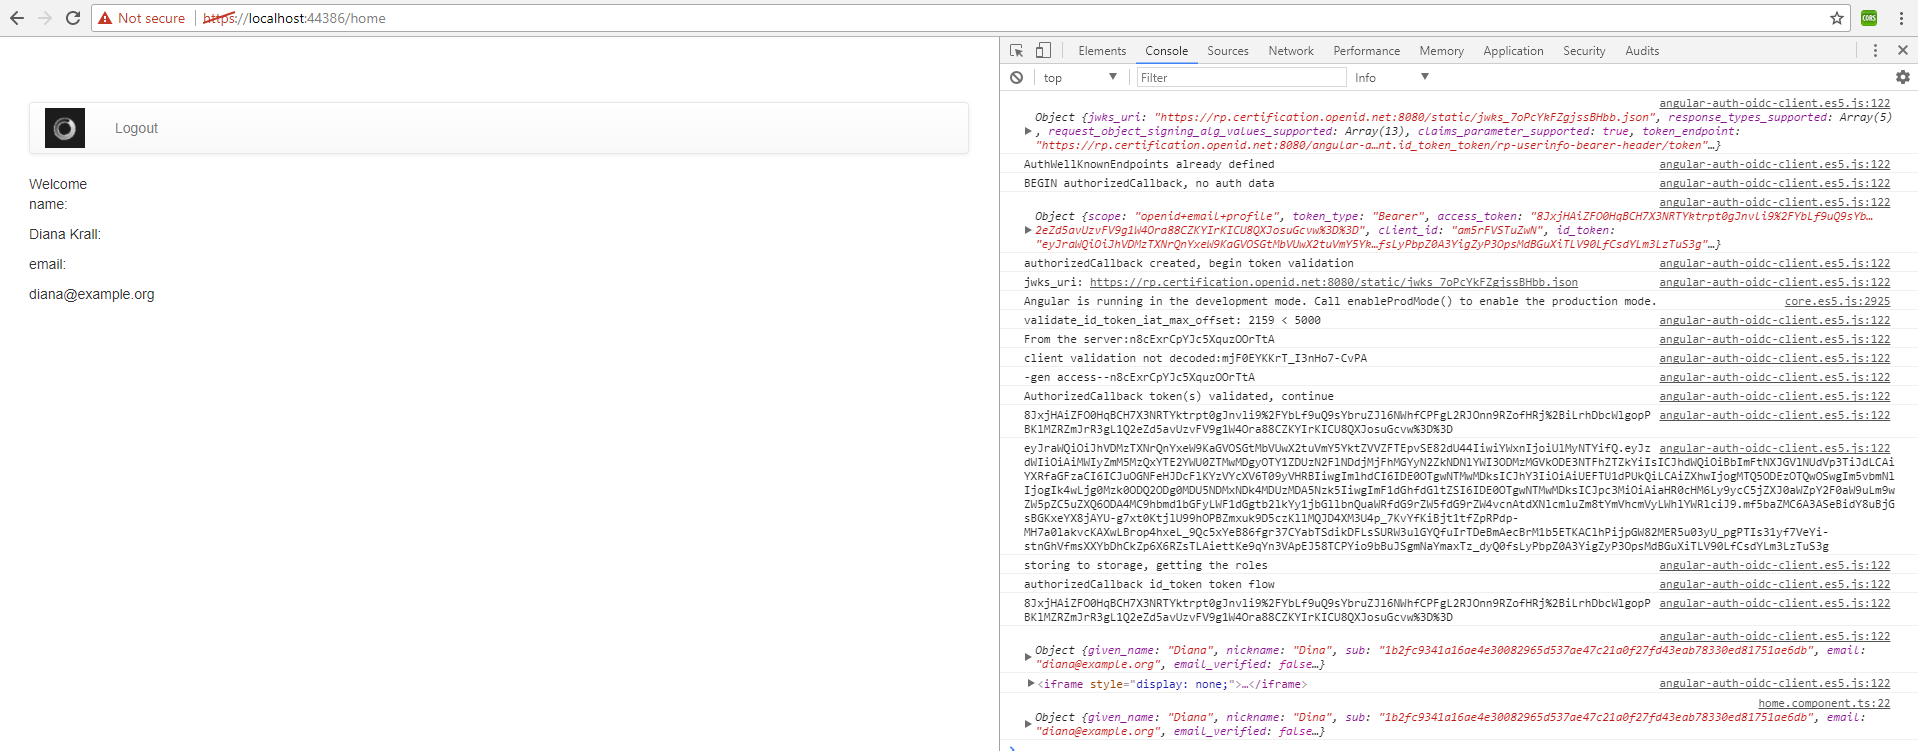 Not secure https://localhost:44386/home
CORS
Logout
Welcome
name:
Diana Krall:
email:
diana@example.org
Elements Console Sources Network Performance Memory Application Security Audits
top Filter Info
angular-auth-oidc-client.es5.js:122
Object {jwks_uri: "https://rp.certification.openid.net:8080/static/jwks_7oPcYkFZgjssBHbb.json", response_types_supported: Array(5)
, request_object_signing_alg_values_supported: Array(13), claims_parameter_supported: true, token_endpoint:
"https://rp.certification.openid.net:8080/angular-a…nt.id_token_token/rp-userinfo-bearer-header/token"…}
AuthWellKnownEndpoints already defined angular-auth-oidc-client.es5.js:122
BEGIN authorizedCallback, no auth data angular-auth-oidc-client.es5.js:122
angular-auth-oidc-client.es5.js:122
Object {scope: "openid+email+profile", token_type: "Bearer", access_token: "8JxjHAiZFO0HqBCH7X3NRTYktrpt0gJnvli9%2FYbLf9uQ9sYb…
2eZd5avUzvFV9g1W4Ora88CZKYIrKICU8QXJosuGcvw%3D%3D", client_id: "am5rFVSTuZwN", id_token:
"eyJraWQiOiJhVDMzTXNrQnYxeW9KaGVOSGtMbVUwX2tuVmY5Yk…fsLyPbpZ0A3YigZyP3OpsMdBGuXiTLV90LfCsdYLm3LzTuS3g"…}
authorizedCallback created, begin token validation angular-auth-oidc-client.es5.js:122
jwks_uri: https://rp.certification.openid.net:8080/static/jwks_7oPcYkFZgjssBHbb.json angular-auth-oidc-client.es5.js:122
Angular is running in the development mode. Call enableProdMode() to enable the production mode. core.es5.js:2925
validate_id_token_iat_max_offset: 2159 < 5000 angular-auth-oidc-client.es5.js:122
From the server:n8cExrCpYJc5XquzOOrTtA angular-auth-oidc-client.es5.js:122
client validation not decoded:mjF0EYKKrT_I3nHo7-CvPA angular-auth-oidc-client.es5.js:122
-gen access--n8cExrCpYJc5XquzOOrTtA angular-auth-oidc-client.es5.js:122
AuthorizedCallback token(s) validated, continue angular-auth-oidc-client.es5.js:122
8JxjHAiZFO0HqBCH7X3NRTYktrpt0gJnvli9%2FYbLf9uQ9sYbruZJl6NWhfCPFgL2RJOnn9RZofHRj%2BiLrhDbcWlgopP angular-auth-oidc-client.es5.js:122
BKlMZRZmJrR3gL1Q2eZd5avUzvFV9g1W4Ora88CZKYIrKICU8QXJosuGcvw%3D%3D
angular-auth-oidc-client.es5.js:122
storing to storage, getting the roles angular-auth-oidc-client.es5.js:122
authorizedCallback id_token token flow angular-auth-oidc-client.es5.js:122
8JxjHAiZFO0HqBCH7X3NRTYktrpt0gJnvli9%2FYbLf9uQ9sYbruZJl6NWhfCPFgL2RJOnn9RZofHRj%2BiLrhDbcWlgopP angular-auth-oidc-client.es5.js:122
BKlMZRZmJrR3gL1Q2eZd5avUzvFV9g1W4Ora88CZKYIrKICU8QXJosuGcvw%3D%3D
angular-auth-oidc-client.es5.js:122
Object {given_name: "Diana", nickname: "Dina", sub: "1b2fc9341a16ae4e30082965d537ae47c21a0f27fd43eab78330ed81751ae6db", email:
"diana@example.org", email_verified: false…}
<iframe style="display: none;">…</iframe> angular-auth-oidc-client.es5.js:122
home.component.ts:22
Object {given_name: "Diana", nickname: "Dina", sub: "1b2fc9341a16ae4e30082965d537ae47c21a0f27fd43eab78330ed81751ae6db", email:
"diana@example.org", email_verified: false…}